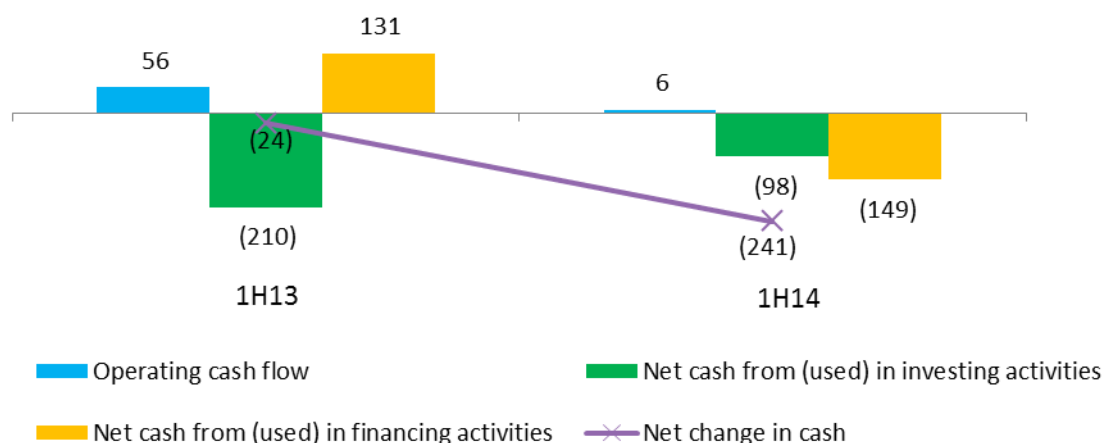 131
56
6
(24)
(98)
(149)
(210)
(241)
1H13
1H14
Operating cash flow
Net cash from (used) in investing activities
Net cash from (used) in financing activities
Net change in cash